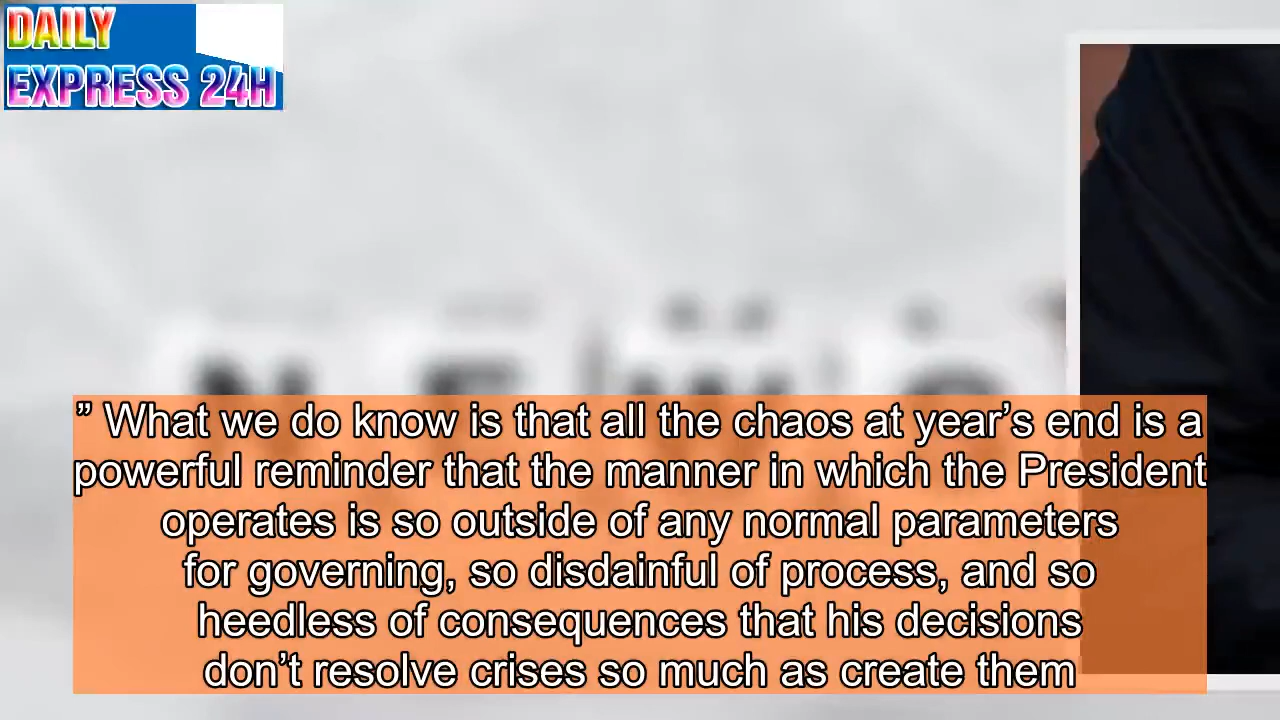 DAILY
EXPRESS 24H
NEWS
” What we do know is that all the chaos at year’s end is a
powerful reminder that the manner in which the President
operates is so outside of any normal parameters
for governing, so disdainful of process, and so
heedless of consequences that his decisions
don’t resolve crises so much as create them